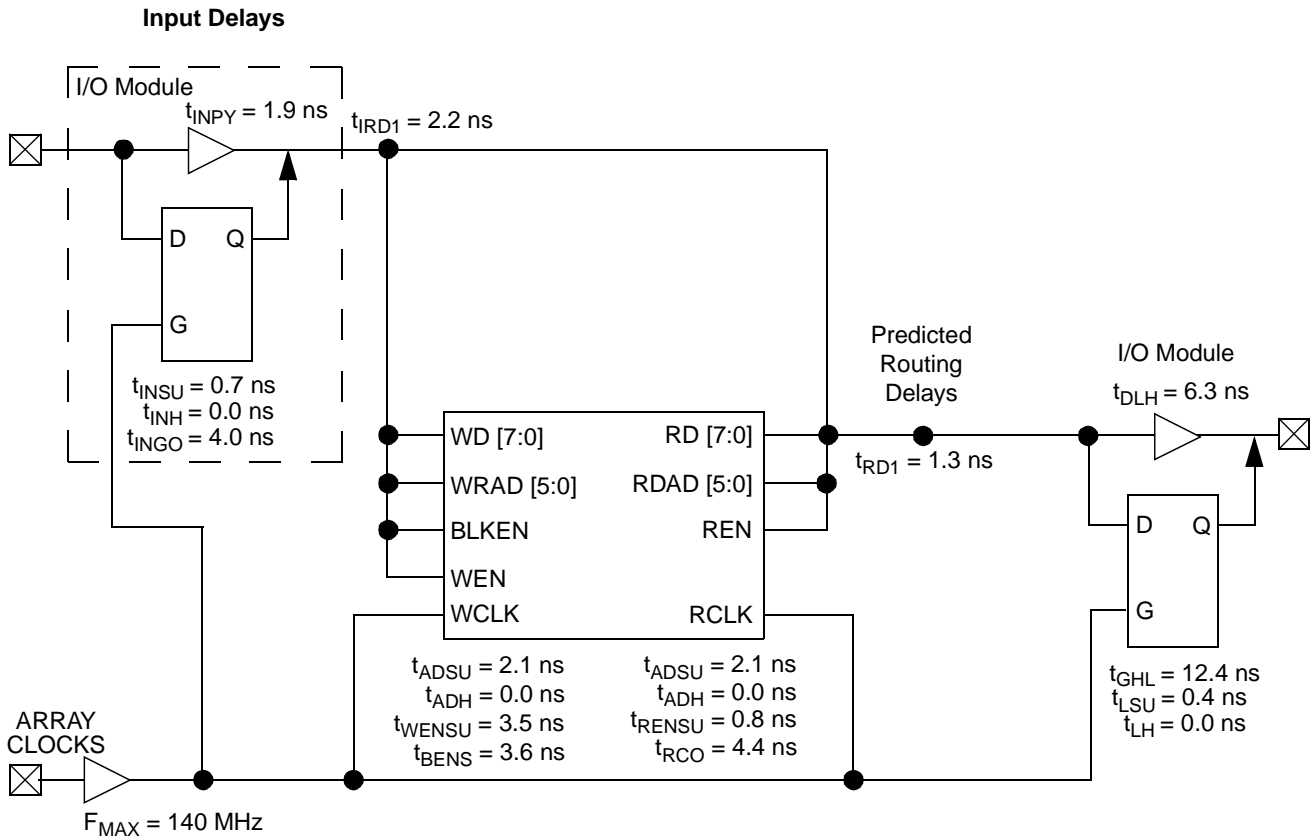 Input Delays
I/O Module
tINPY = 1.9 ns
tIRD1 = 2.2 ns
D Q
G
tINSU = 0.7 ns
tINH = 0.0 ns
tINGO = 4.0 ns
Predicted
Routing
Delays
tRD1 = 1.3 ns
I/O Module
tDLH = 6.3 ns
WD [7:0] RD [7:0]
WRAD [5:0] RDAD [5:0]
BLKEN REN
WEN
WCLK RCLK
D Q
G
tADSU = 2.1 ns
tADH = 0.0 ns
tWENSU = 3.5 ns
tBENS = 3.6 ns
tADSU = 2.1 ns
tADH = 0.0 ns
tRENSU = 0.8 ns
tRCO = 4.4 ns
tGHL = 12.4 ns
tLSU = 0.4 ns
tLH = 0.0 ns
ARRAY
CLOCKS
FMAX = 140 MHz